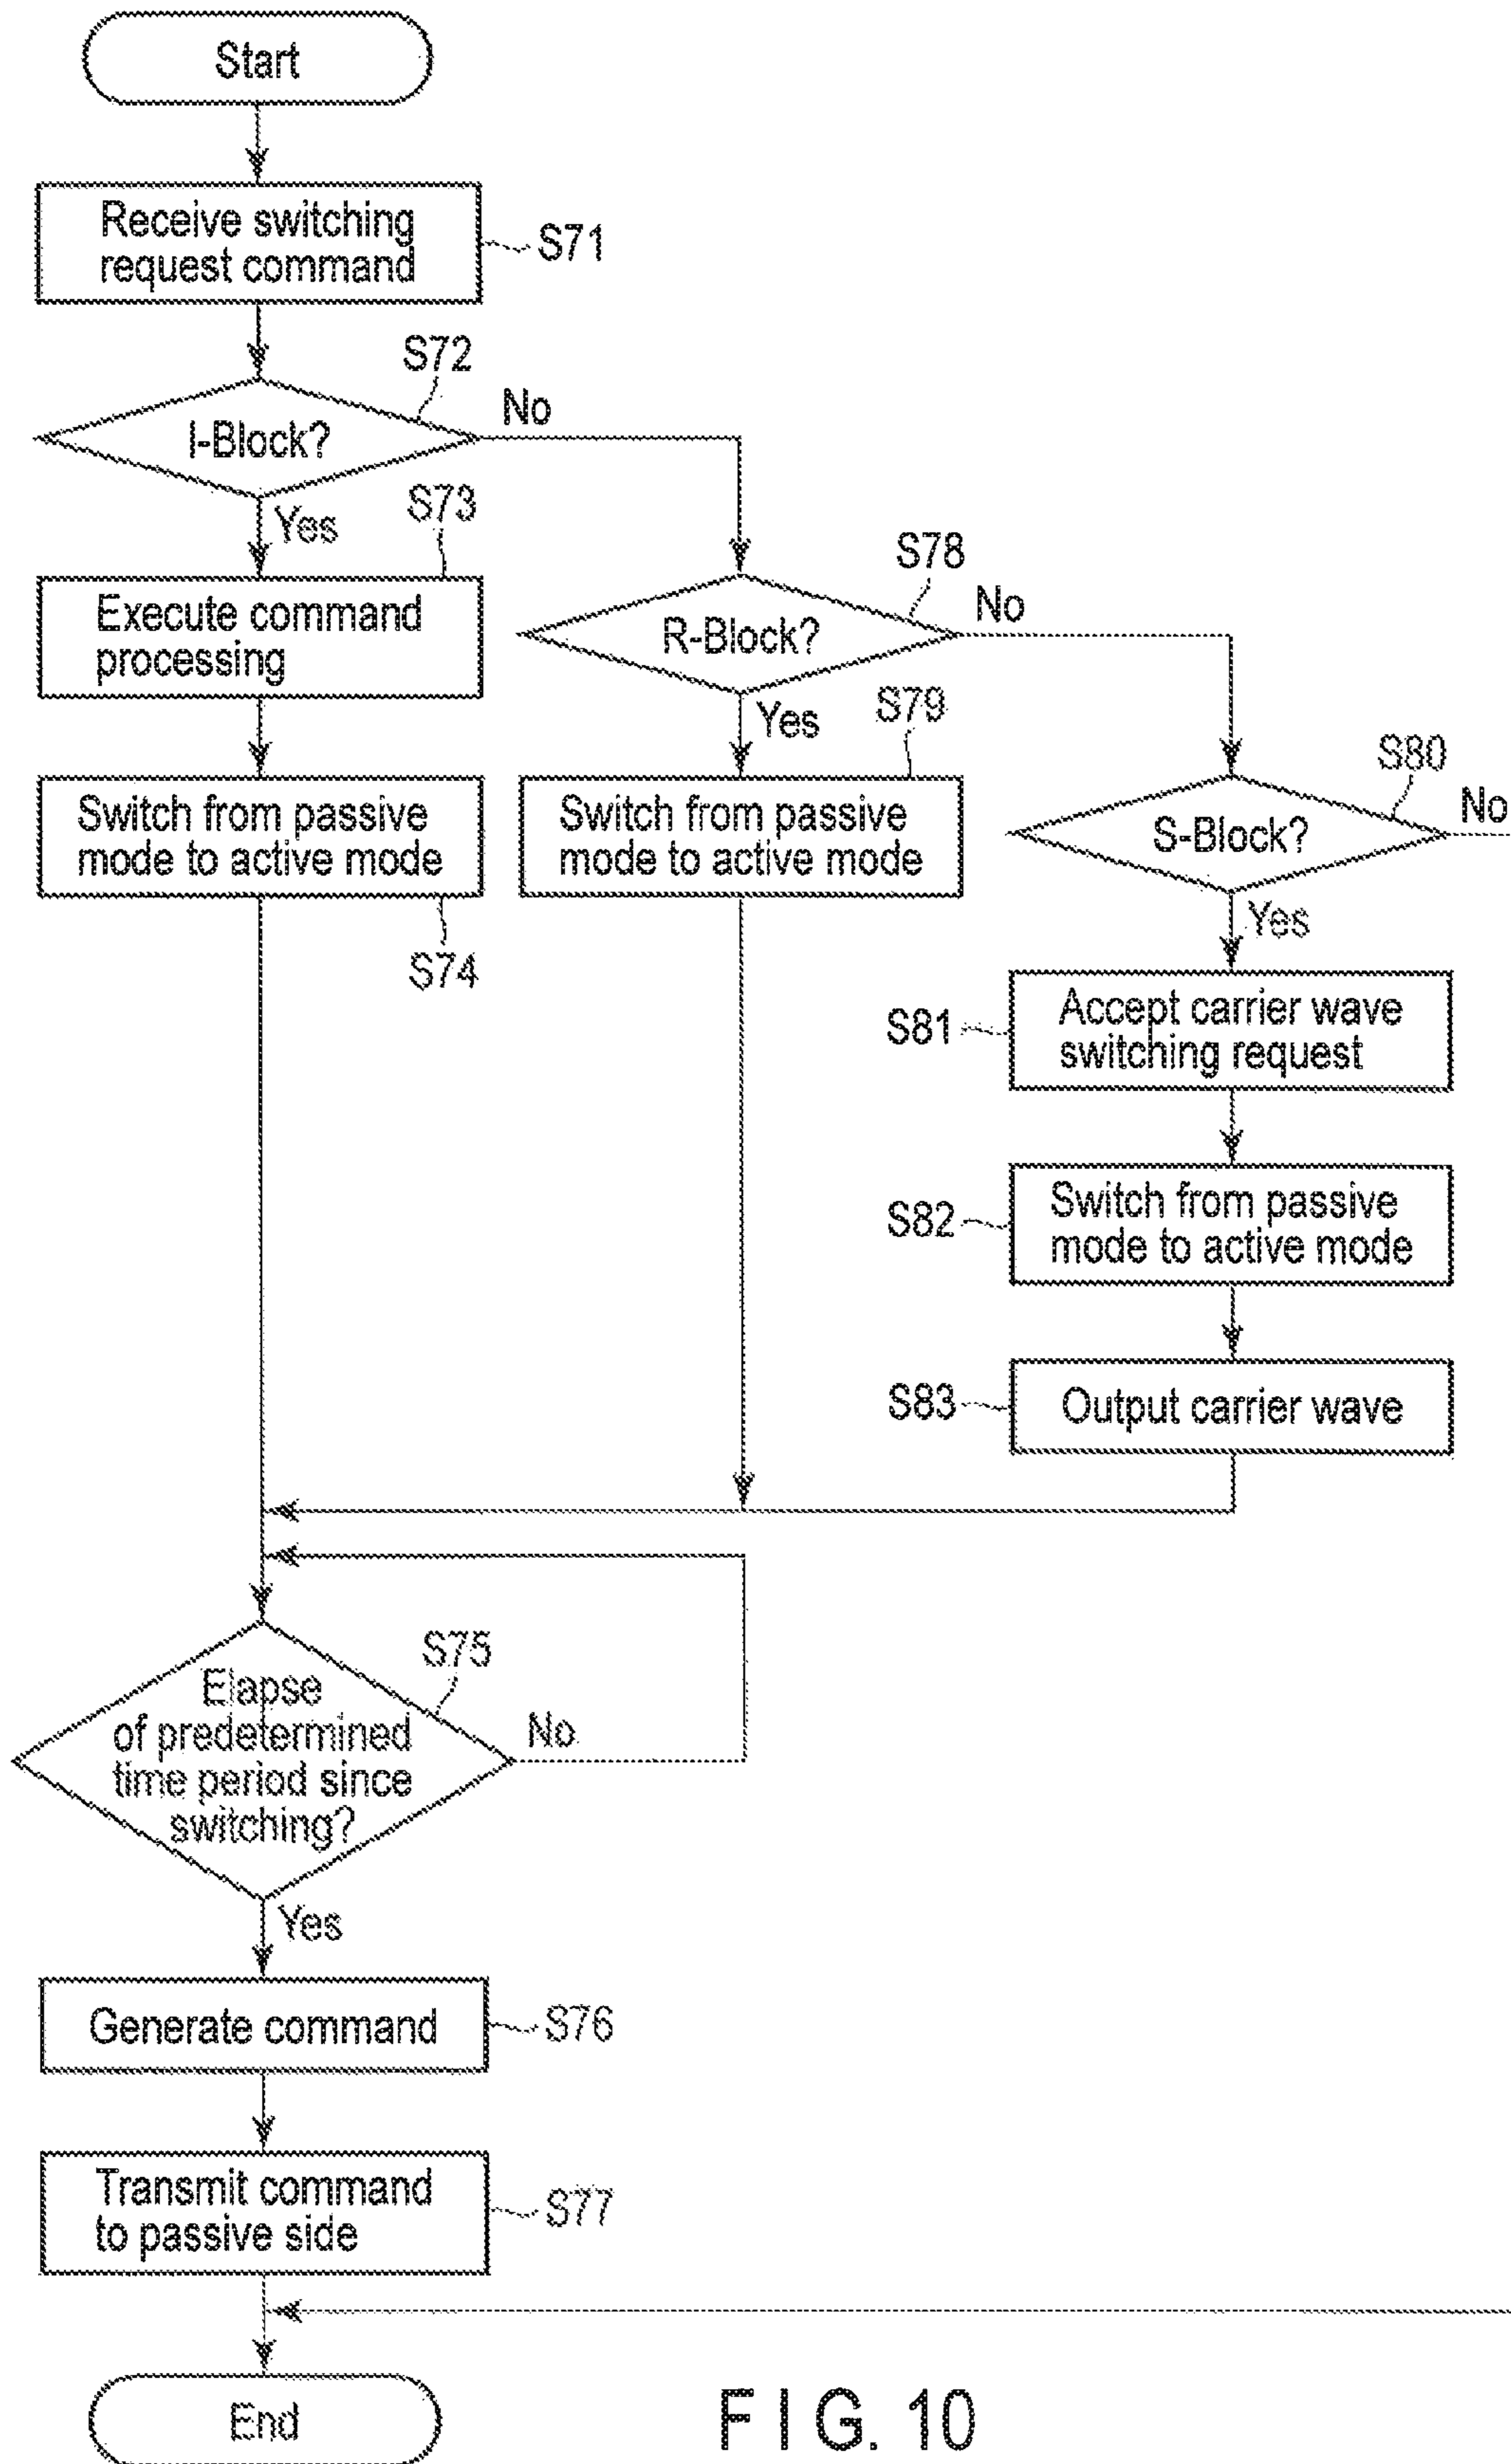 Start
Receive switching
request command
S71
S72
I-Block?
No
Yes
S73
Execute command
processing
S78
R-Block?
No
Yes
S79
Switch from passive
mode to active mode
S74
Switch from passive
mode to active mode
S80
S-Block?
No
Yes
S81
Accept carrier wave
switching request
S82
Switch from passive
mode to active mode
S83
Output carrier wave
S75
Elapse
of predetermined
time period since
switching?
No
Yes
Generate command
S76
Transmit command
to passive side
S77
End
FIG. 10